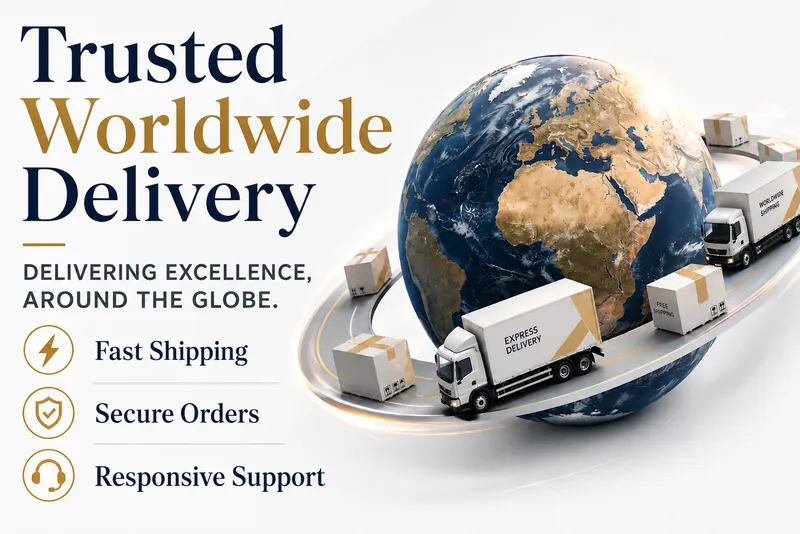 Trusted
Worldwide
Delivery
DELIVERING EXCELLENCE,
AROUND THE GLOBE.
Fast Shipping
Secure Orders
Responsive Support
EXPRESS
DELIVERY
FREE
SHIPPING
WORLDWIDE
SHIPPING